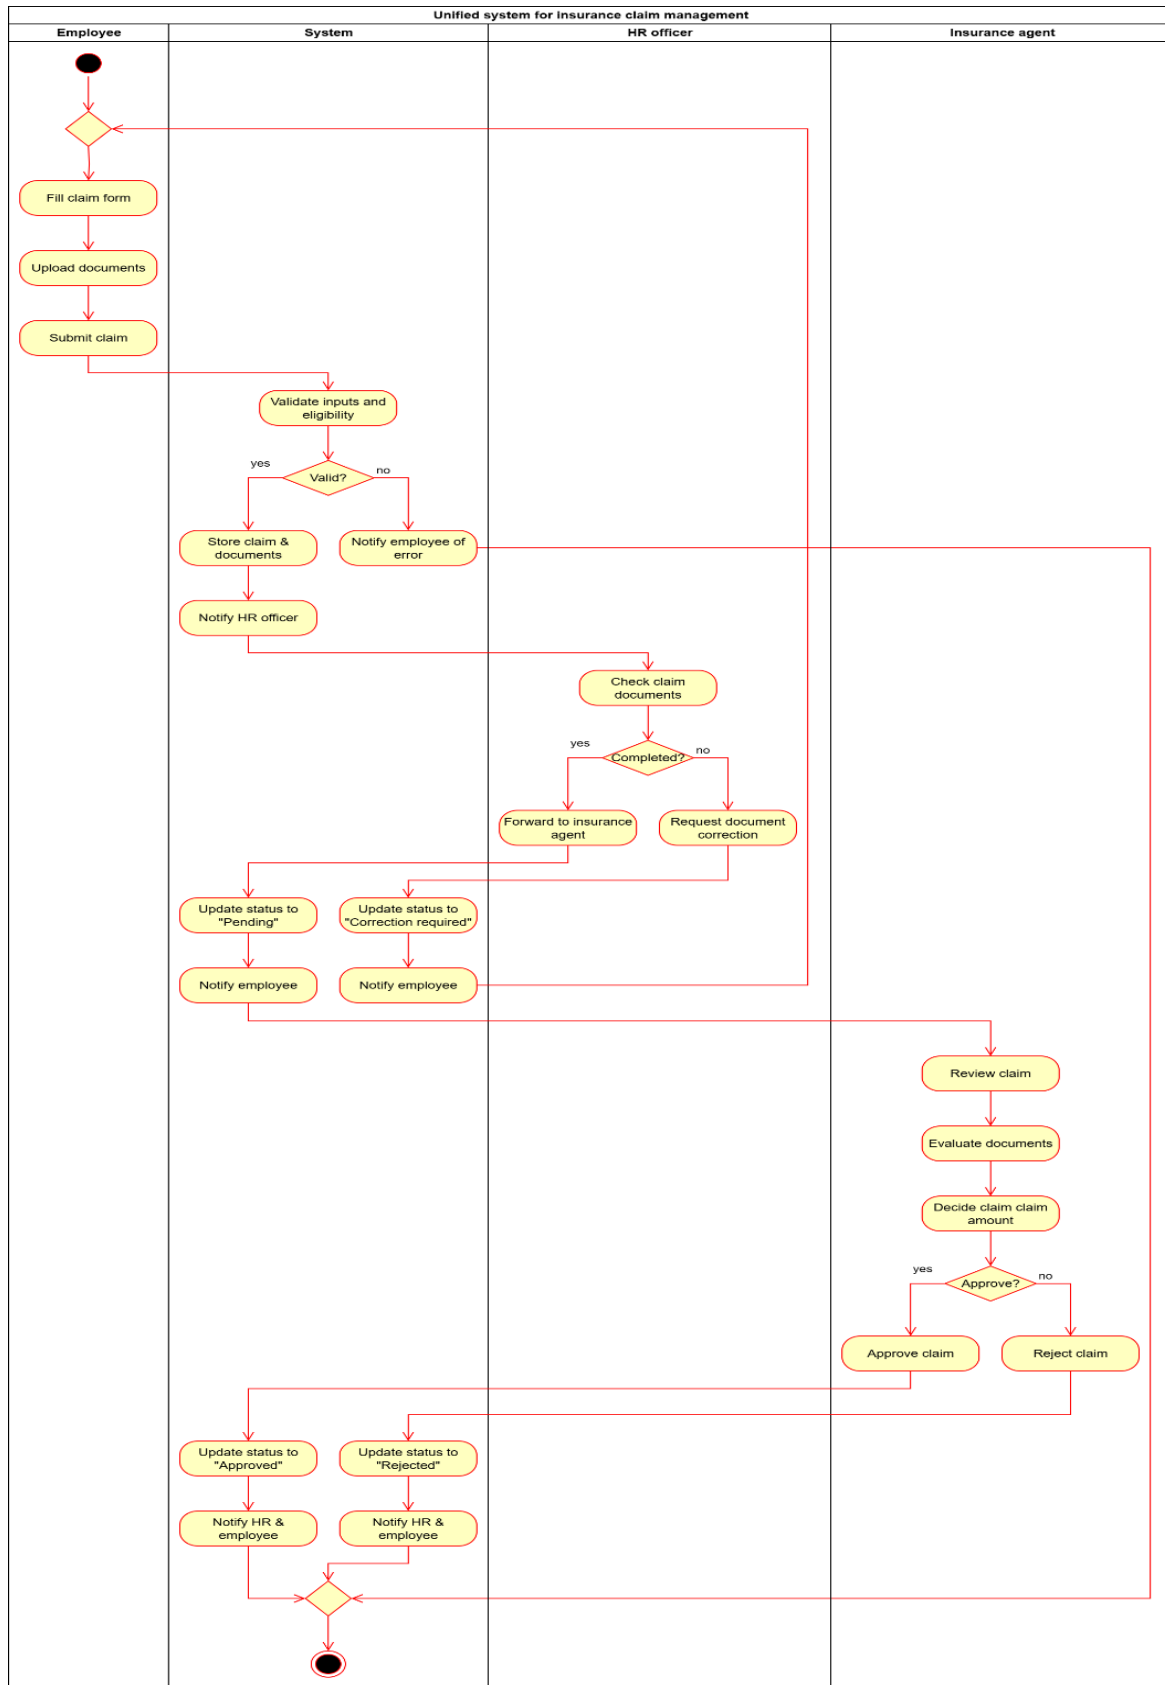 Unified system for insurance claim management
Employee
System
HR officer
Insurance agent
Fill claim form
Upload documents
Submit claim
Validate inputs and
eligibility
yes
Valid?
no
Store claim &
documents
Notify employee of
error
Notify HR officer
Check claim
documents
yes
Completed?
no
Forward to insurance
agent
Request document
correction
Update status to
"Pending"
Update status to
"Correction required"
Notify employee
Notify employee
Review claim
Evaluate documents
Decide claim claim
amount
yes
Approve?
no
Approve claim
Reject claim
Update status to
"Approved"
Update status to
"Rejected"
Notify HR &
employee
Notify HR &
employee